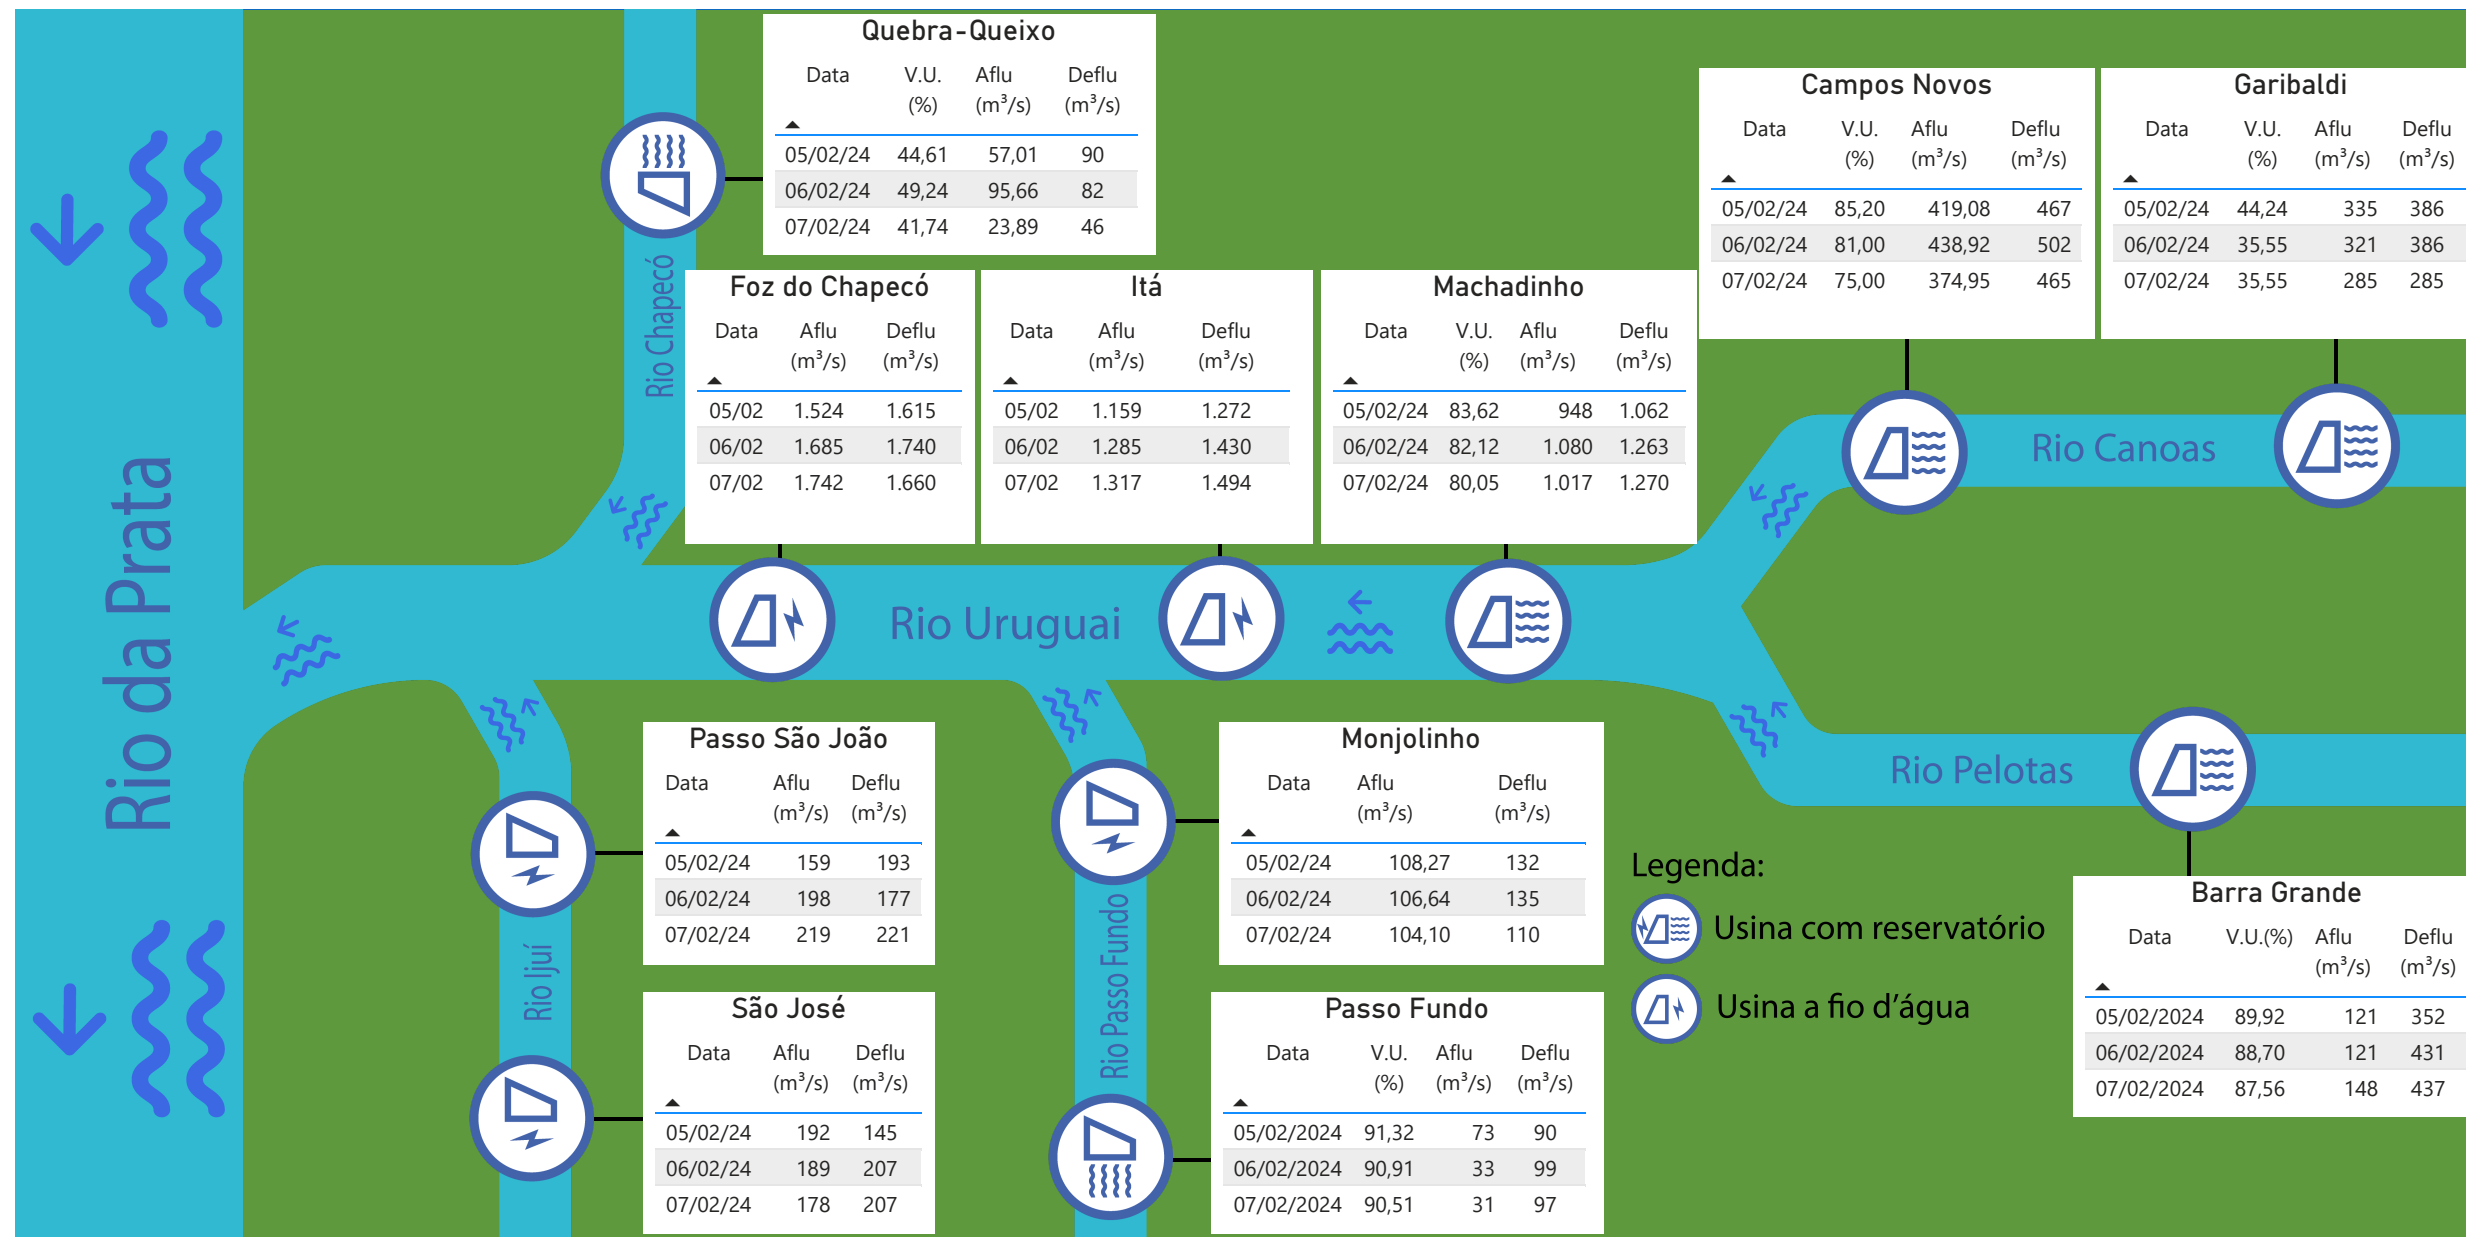 Quebra-Queixo
Data V.U. (%) Aflu (m³/s) Deflu (m³/s)
05/02/24 44,61 57,01 90
06/02/24 49,24 95,66 82
07/02/24 41,74 23,89 46
Campos Novos
Data V.U. (%) Aflu (m³/s) Deflu (m³/s)
05/02/24 85,20 419,08 467
06/02/24 81,00 438,92 502
07/02/24 75,00 374,95 465
Garibaldi
Data V.U. (%) Aflu (m³/s) Deflu (m³/s)
05/02/24 44,24 335 386
06/02/24 35,55 321 386
07/02/24 35,55 285 285
Rio Chapecó
Foz do Chapecó
Data Aflu (m³/s) Deflu (m³/s)
05/02 1.524 1.615
06/02 1.685 1.740
07/02 1.742 1.660
Itá
Data Aflu (m³/s) Deflu (m³/s)
05/02 1.159 1.272
06/02 1.285 1.430
07/02 1.317 1.494
Machadinho
Data V.U. (%) Aflu (m³/s) Deflu (m³/s)
05/02/24 83,62 948 1.062
06/02/24 82,12 1.080 1.263
07/02/24 80,05 1.017 1.270
Rio Canoas
Rio da Prata
Rio Uruguai
Rio Pelotas
Passo São João
Data Aflu (m³/s) Deflu (m³/s)
05/02/24 159 193
06/02/24 198 177
07/02/24 219 221
Monjolinho
Data Aflu (m³/s) Deflu (m³/s)
05/02/24 108,27 132
06/02/24 106,64 135
07/02/24 104,10 110
Legenda:
Usina com reservatório
Usina a fio d'água
Barra Grande
Data V.U.(%) Aflu (m³/s) Deflu (m³/s)
05/02/2024 89,92 121 352
06/02/2024 88,70 121 431
07/02/2024 87,56 148 437
Rio Ijuí
Rio Passo Fundo
São José
Data Aflu (m³/s) Deflu (m³/s)
05/02/24 192 145
06/02/24 189 207
07/02/24 178 207
Passo Fundo
Data V.U. (%) Aflu (m³/s) Deflu (m³/s)
05/02/2024 91,32 73 90
06/02/2024 90,91 33 99
07/02/2024 90,51 31 97